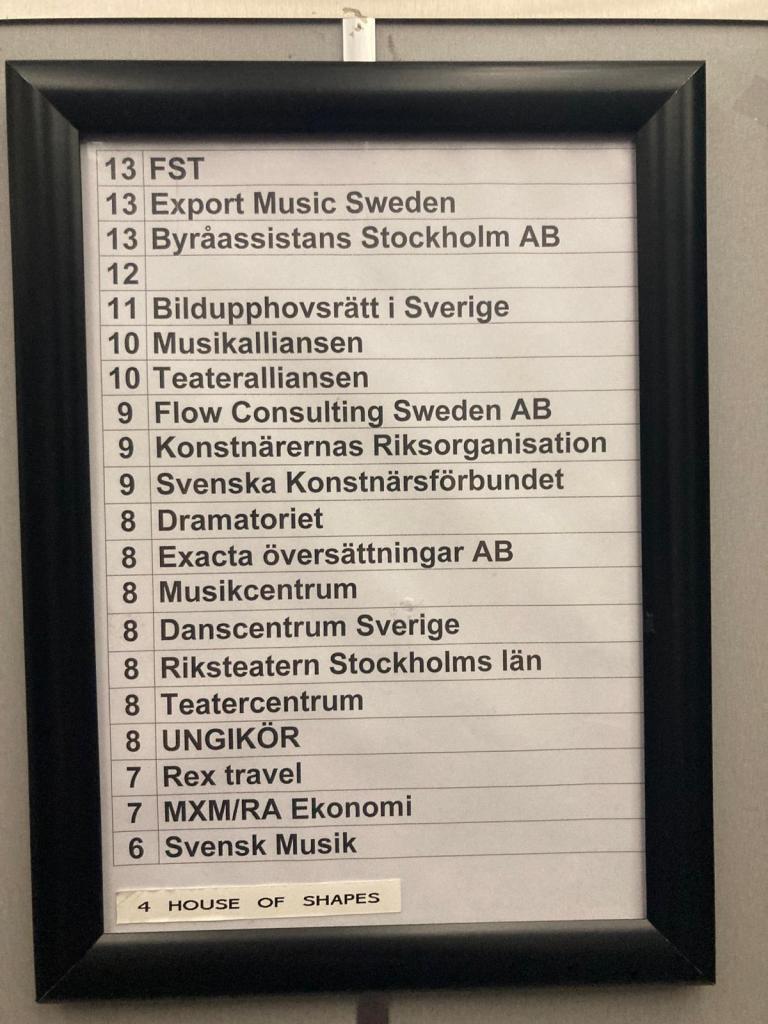 13 FST
13 Export Music Sweden
13 Byråassistans Stockholm AB
12
11 Bildupphovsrätt i Sverige
10 Musikalliansen
10 Teateralliansen
9 Flow Consulting Sweden AB
9 Konstnärernas Riksorganisation
9 Svenska Konstnärsförbundet
8 Dramatoriet
8 Exacta översättningar AB
8 Musikcentrum
8 Danscentrum Sverige
8 Riksteatern Stockholms län
8 Teatercentrum
8 UNGIKÖR
7 Rex travel
7 MXM/RA Ekonomi
6 Svensk Musik
4 HOUSE OF SHAPES